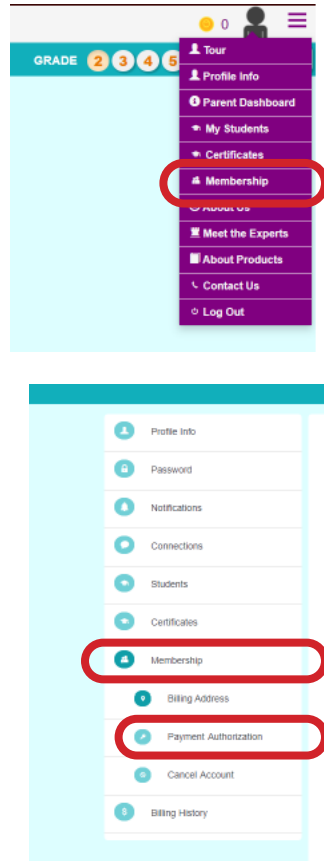 0
GRADE 2 3 4 5
Tour
Profile Info
Parent Dashboard
My Students
Certificates
Membership
About Us
Meet the Experts
About Products
Contact Us
Log Out
Profile Info
Password
Notifications
Connections
Students
Certificates
Membership
Billing Address
Payment Authorization
Cancel Account
Billing History